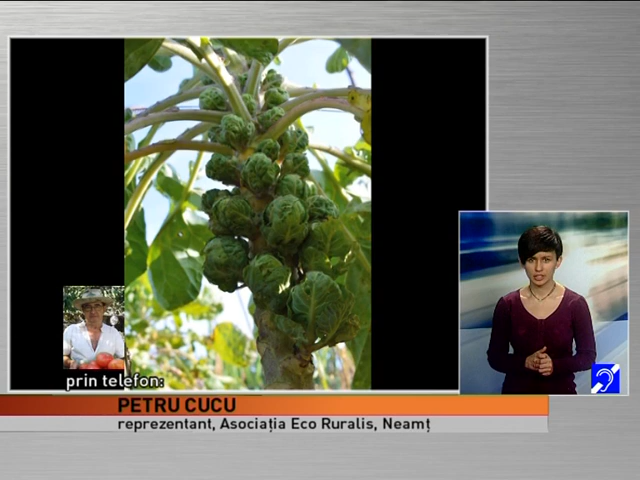 prin telefon:
PETRU CUCU
reprezentant, Asociația Eco Ruralis, Neamț